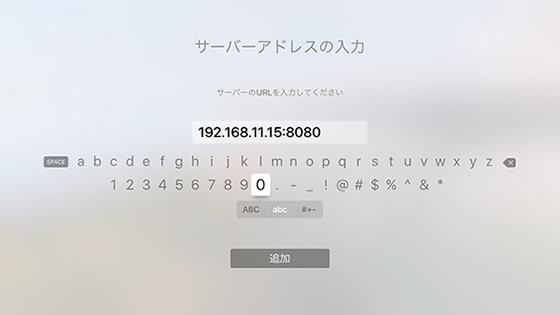 サーバーアドレスの入力
サーバーのURLを入力してください
192.168.11.15:8080
SPACE a b c d e f g h i j k l m n o p q r s t u v w x y z
1 2 3 4 5 6 7 8 9 0 . - _ ! @ # $ % ^ & *
ABC abc #+-
追加